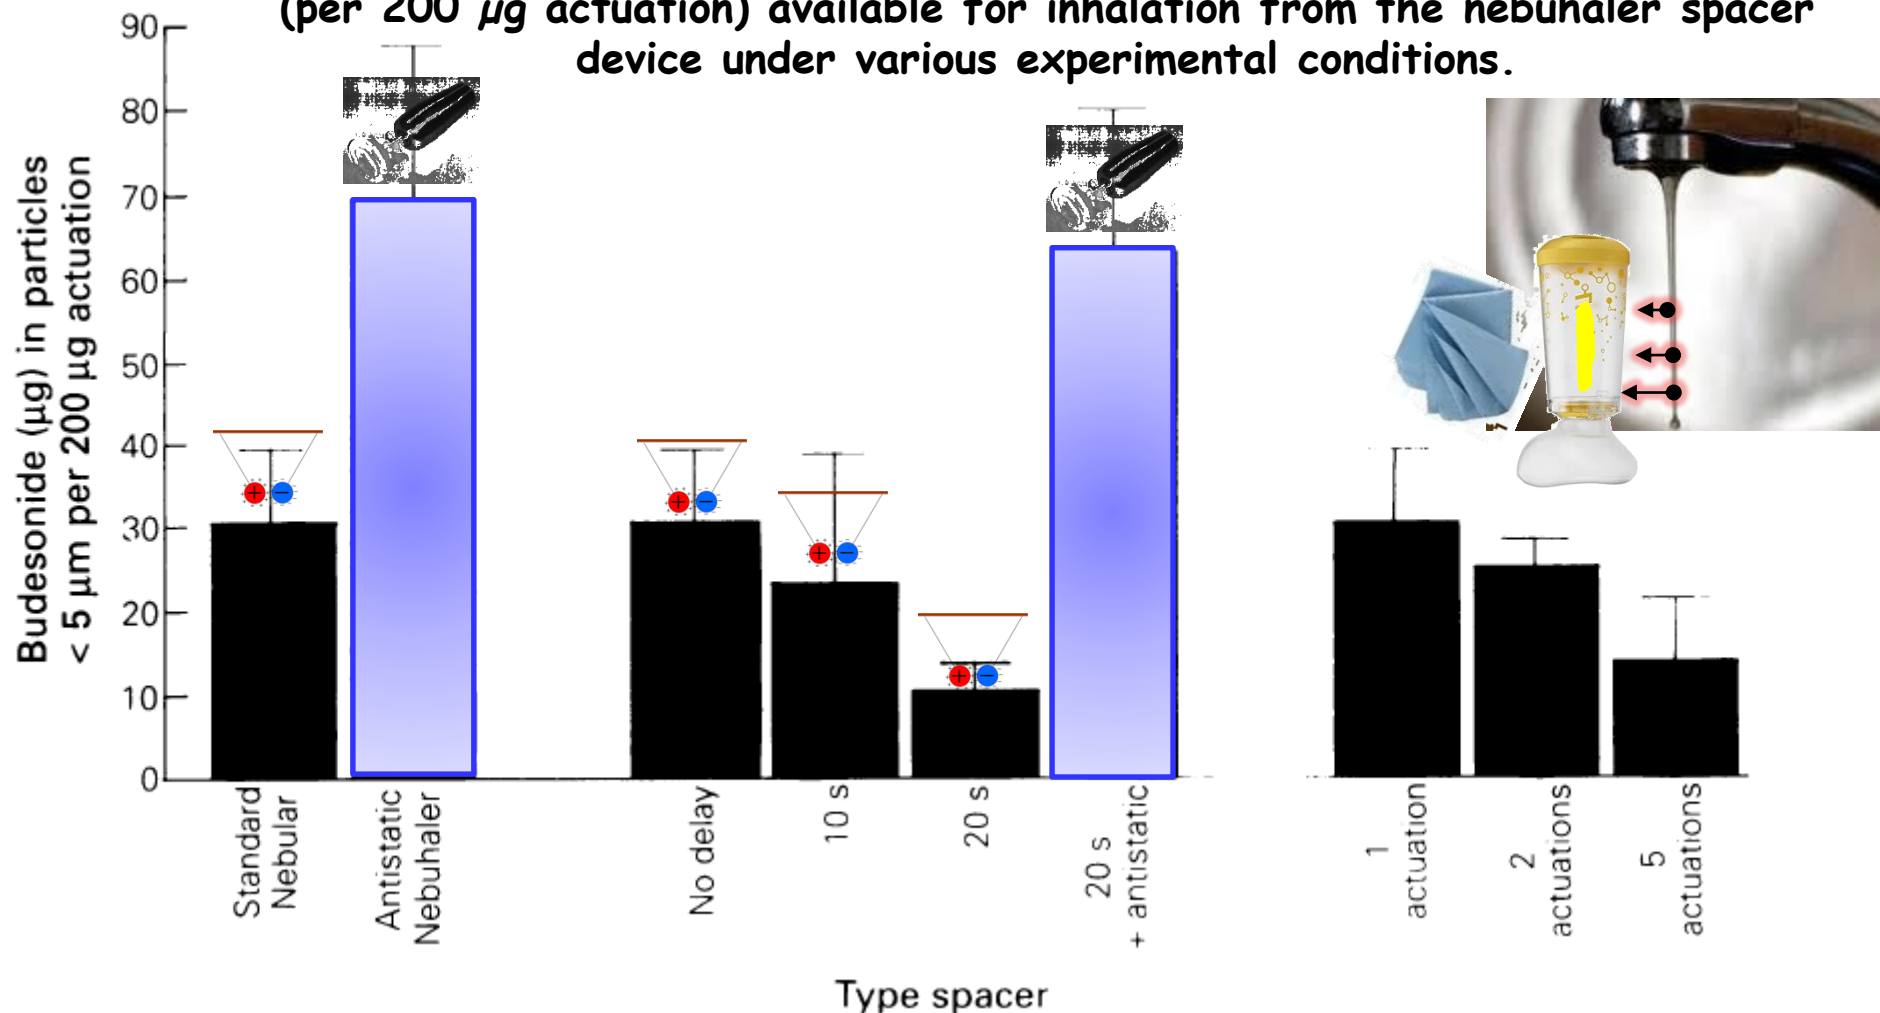 (per 200 µg actuation) available for inhalation from the nebuhaler spacer
device under various experimental conditions.
Budesonide (µg) in particles
< 5 µm per 200 µg actuation
90
80
70
60
50
40
30
20
10
0
Standard
Nebular
Antistatic
Nebuhaler
No delay
10 s
20 s
20 s
+ antistatic
1
actuation
2
actuations
5
actuations
Type spacer